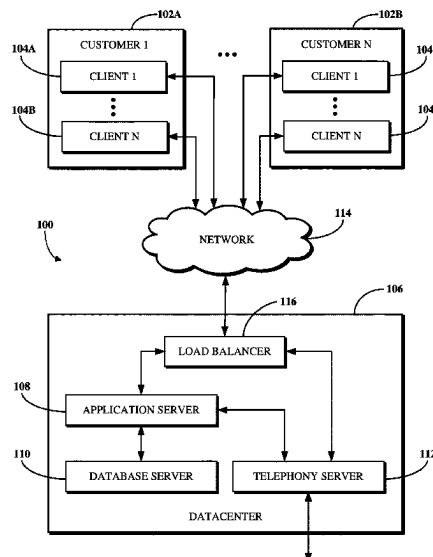 102A
102B
104A
CUSTOMER 1
...
CUSTOMER N
104
CLIENT 1
CLIENT 1
104B
104
CLIENT N
CLIENT N
114
NETWORK
100
106
116
LOAD BALANCER
108
APPLICATION SERVER
110
112
DATABASE SERVER
TELEPHONY SERVER
DATACENTER